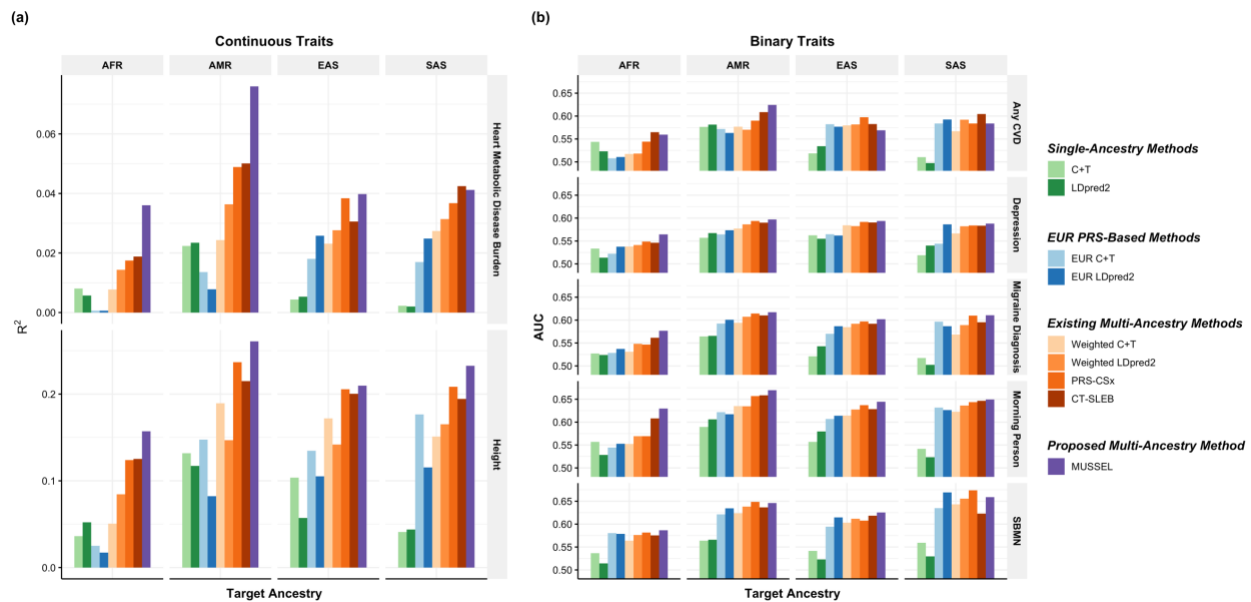 (a)
Continuous Traits
AFR
AMR
EAS
SAS
0.06
0.04
0.02
0.00
Heart Metabolic Disease Burden
R²
0.2
0.1
0.0
Height
Target Ancestry
(b)
Binary Traits
AFR
AMR
EAS
SAS
AUC
0.65
0.60
0.55
0.50
Any CVD
0.65
0.60
0.55
0.50
Depression
0.65
0.60
0.55
0.50
Migraine Diagnosis
0.65
0.60
0.55
0.50
Morning Person
0.65
0.60
0.55
0.50
SBMN
Target Ancestry
Single-Ancestry Methods
C+T
LDpred2
EUR PRS-Based Methods
EUR C+T
EUR LDpred2
Existing Multi-Ancestry Methods
Weighted C+T
Weighted LDpred2
PRS-CSx
CT-SLEB
Proposed Multi-Ancestry Method
MUSSEL